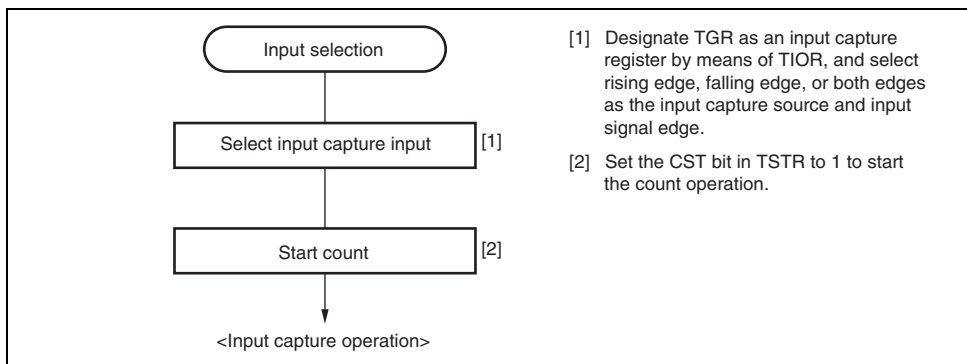 Input selection
Select input capture input
[1]
Start count
[2]
<Input capture operation>
[1] Designate TGR as an input capture
register by means of TIOR, and select
rising edge, falling edge, or both edges
as the input capture source and input
signal edge.
[2] Set the CST bit in TSTR to 1 to start
the count operation.